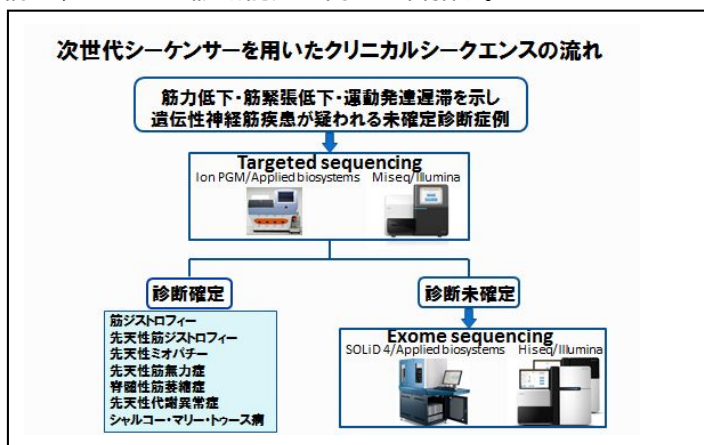 次世代シーケンサーを用いたクリニカルシークエンスの流れ
筋力低下・筋緊張低下・運動発達遅滞を示し
遺伝性神経筋疾患が疑われる未確定診断症例
Targeted sequencing
Ion PGM/Applied biosystems Miseq/Illumina
診断確定
筋ジストロフィー
先天性筋ジストロフィー
先天性ミオパチー
先天性筋無力症
脊髄性筋萎縮症
先天性代謝異常症
シャルコー・マリー・トゥース病
診断未確定
Exome sequencing
SOLiD 4/Applied biosystems Hiseq/Illumina